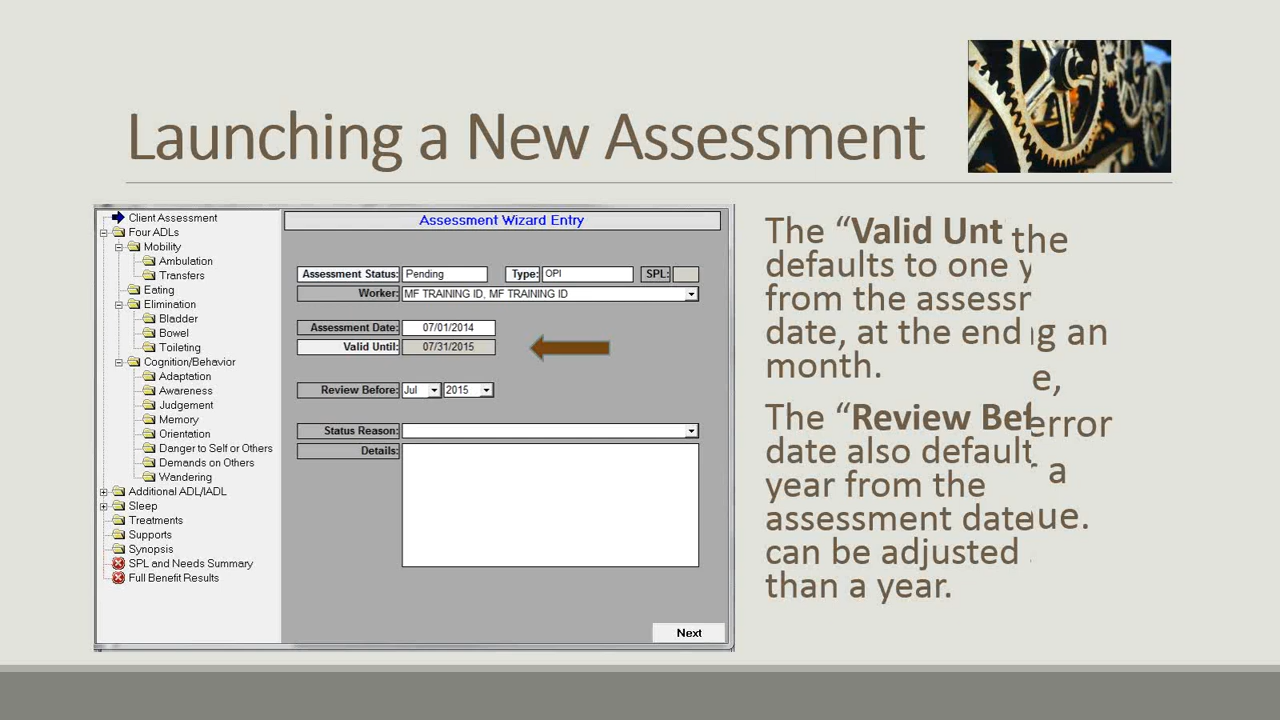 Launching a New Assessment
Client Assessment
Four ADLs
Mobility
Ambulation
Transfers
Eating
Elimination
Bladder
Bowel
Toileting
Cognition/Behavior
Adaptation
Awareness
Judgement
Memory
Orientation
Danger to Self or Others
Demands on Others
Wandering
Additional ADL/IADL
Sleep
Treatments
Supports
Synopsis
SPL and Needs Summary
Full Benefit Results
Assessment Wizard Entry
Assessment Status: Pending Type: OPI SPL:
Worker: MF TRAINING ID, MF TRAINING ID
Assessment Date: 07/01/2014
Valid Until: 07/31/2015
Review Before: Jul 2015
Status Reason:
Details:
Next
The “Valid Unt the
defaults to one y
from the assessr
date, at the end g an
month.
e,
The “Review Bef error
date also default
a
year from the
assessment date ue.
can be adjusted
than a year.